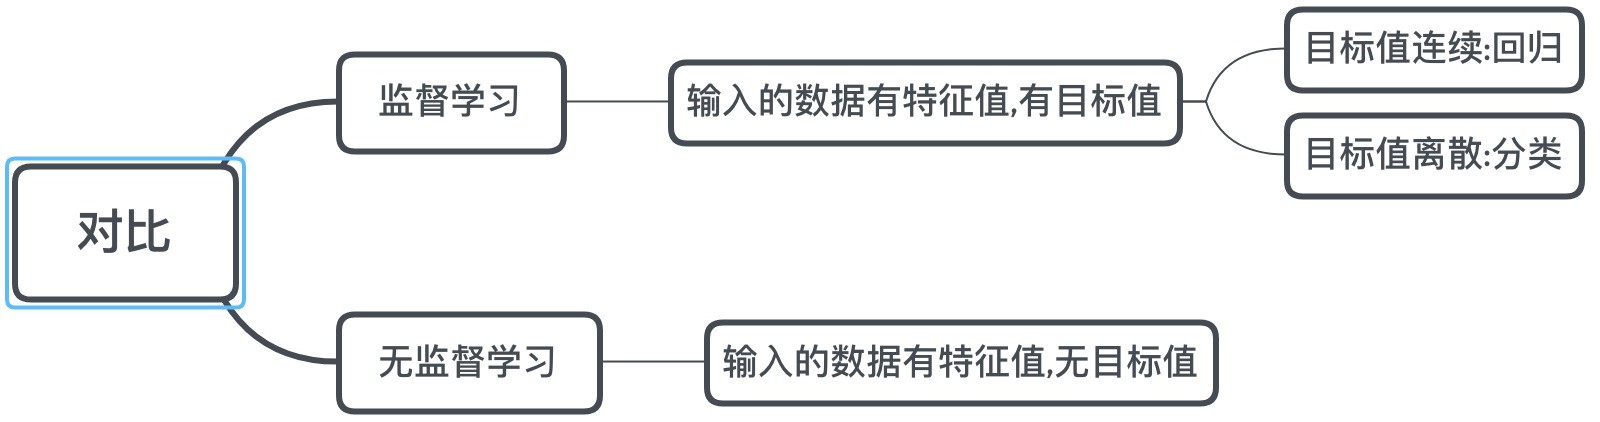 对比
监督学习
输入的数据有特征值,有目标值
目标值连续:回归
目标值离散:分类
无监督学习
输入的数据有特征值,无目标值